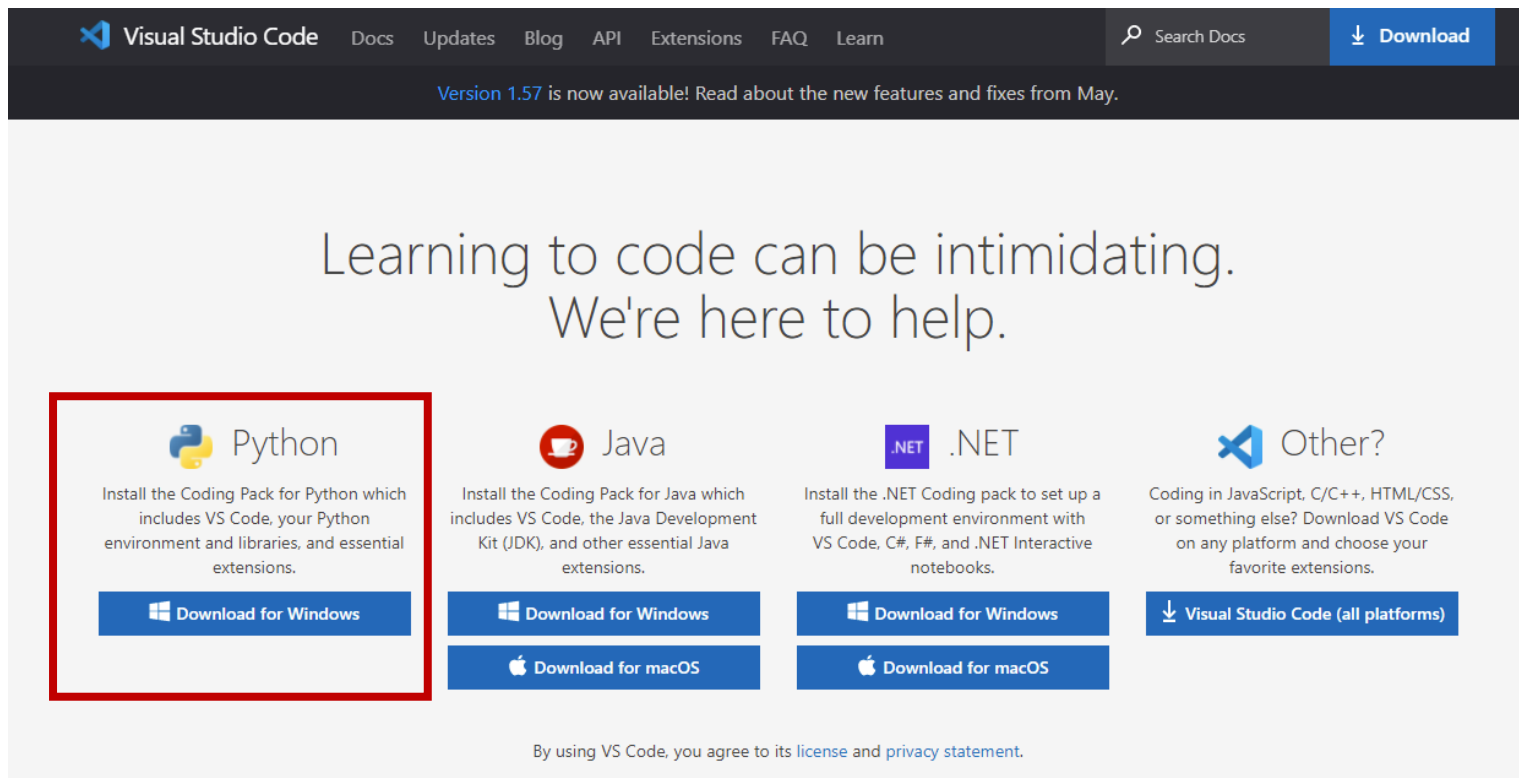 Visual Studio Code Docs Updates Blog API Extensions FAQ Learn Search Docs Download
Version 1.57 is now available! Read about the new features and fixes from May.
Learning to code can be intimidating.
We're here to help.
Python
Install the Coding Pack for Python which
includes VS Code, your Python
environment and libraries, and essential
extensions.
Download for Windows
Java
Install the Coding Pack for Java which
includes VS Code, the Java Development
Kit (JDK), and other essential Java
extensions.
Download for Windows
Download for macOS
.NET .NET
Install the .NET Coding pack to set up a
full development environment with
VS Code, C#, F#, and .NET Interactive
notebooks.
Download for Windows
Download for macOS
Other?
Coding in JavaScript, C/C++, HTML/CSS,
or something else? Download VS Code
on any platform and choose your
favorite extensions.
Visual Studio Code (all platforms)
By using VS Code, you agree to its license and privacy statement.